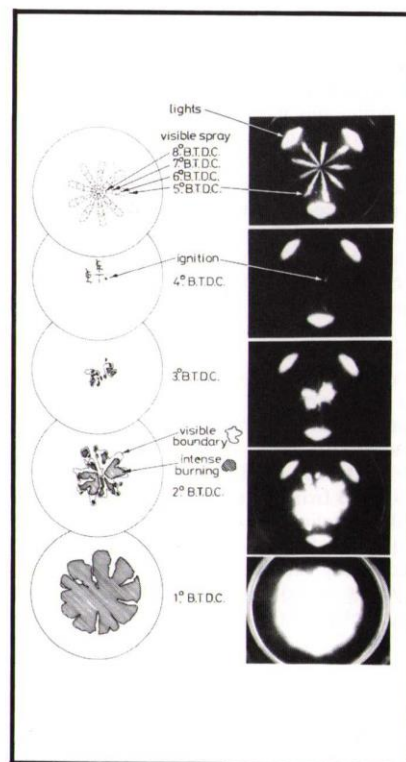 lights
visible spray
8° B.T.D.C.
7° B.T.D.C.
6° B.T.D.C.
5° B.T.D.C.
ignition
4° B.T.D.C.
3° B.T.D.C.
visible
boundary
intense
burning
2° B.T.D.C.
1° B.T.D.C.